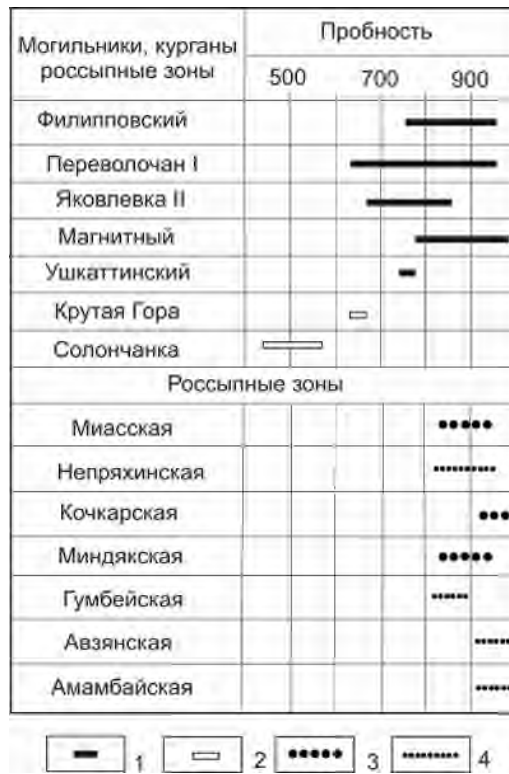 Могильники, курганы
россыпные зоны
Пробность
500 700 900
Филипповский
Переволочан I
Яковлевка II
Магнитный
Ушкаттинский
Крутая Гора
Солончанка
Россыпные зоны
Миасская
Непряхинская
Кочкарская
Миндякская
Гумбейская
Авзянская
Амамбайская
1 2 3 4